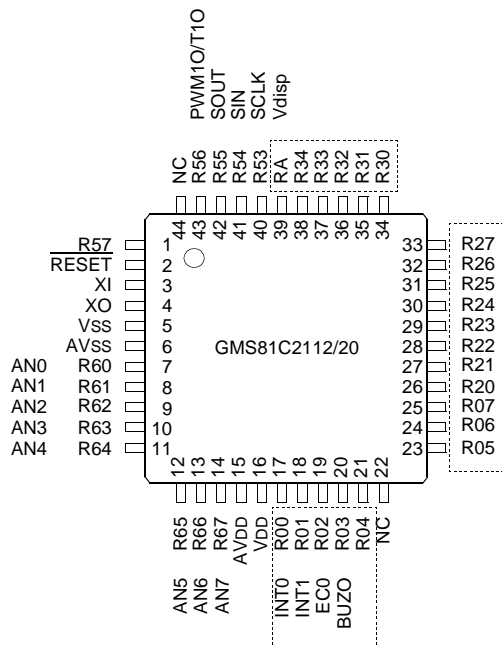 PWM1O/T1O
SOUT
SIN
SCLK
Vdisp
NC
R56
R55
R54
R53
RA
R34
R33
R32
R31
R30
44
43
42
41
40
39
38
37
36
35
34
R57 1
RESET 2
XI 3
XO 4
VSS 5
AVSS 6
AN0 R60 7
AN1 R61 8
AN2 R62 9
AN3 R63 10
AN4 R64 11
GMS81C2112/20
33 R27
32 R26
31 R25
30 R24
29 R23
28 R22
27 R21
26 R20
25 R07
24 R06
23 R05
12
13
14
15
16
17
18
19
20
21
22
R65
R66
R67
AVDD
VDD
R00
R01
R02
R03
R04
NC
AN5
AN6
AN7
INT0
INT1
EC0
BUZO